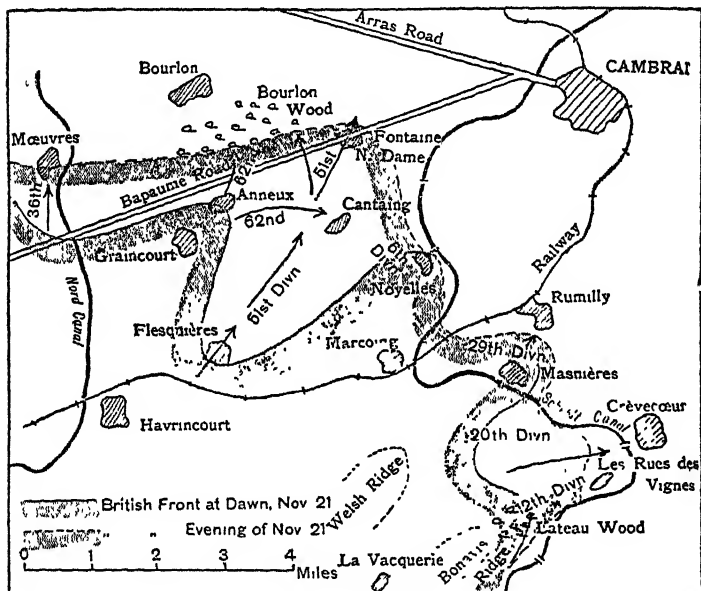 Arras Road
CAMBRAI
Bourlon
Bourlon
Wood
Mœuvres
Fontaine
N. Dame
51st
62nd
36th
Bapaume Road
Anneux
62nd
Cantaing
Graincourt
6th
Divn
Noyelles
Railway
Nord Canal
51st Divn
Rumilly
Flesquières
Marcoing
29th Divn
Masnières
Canal
Crèvecœur
Havrincourt
20th Divn
Les Rues des
Vignes
Welsh Ridge
12th Divn
British Front at Dawn, Nov 21
" " Evening of Nov 21
Lateau Wood
Bonavis
Ridge
La Vacquerie
0 1 2 3 4
Miles